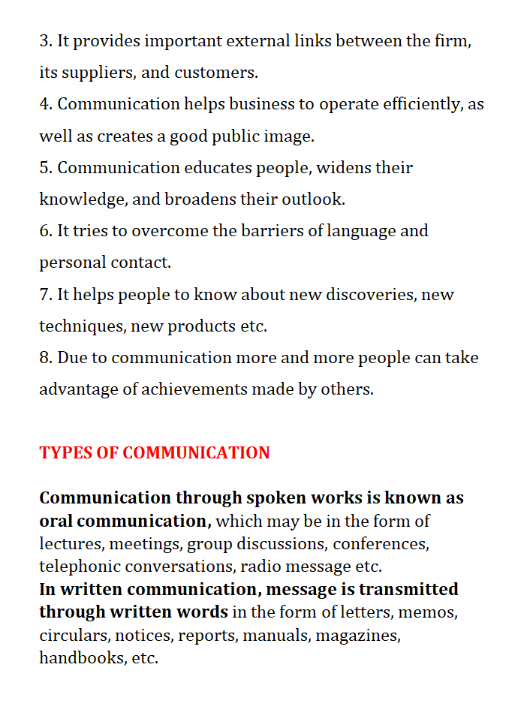 3. It provides important external links between the firm,
its suppliers, and customers.
4. Communication helps business to operate efficiently, as
well as creates a good public image.
5. Communication educates people, widens their
knowledge, and broadens their outlook.
6. It tries to overcome the barriers of language and
personal contact.
7. It helps people to know about new discoveries, new
techniques, new products etc.
8. Due to communication more and more people can take
advantage of achievements made by others.
TYPES OF COMMUNICATION
Communication through spoken works is known as
oral communication, which may be in the form of
lectures, meetings, group discussions, conferences,
telephonic conversations, radio message etc.
In written communication, message is transmitted
through written words in the form of letters, memos,
circulars, notices, reports, manuals, magazines,
handbooks, etc.